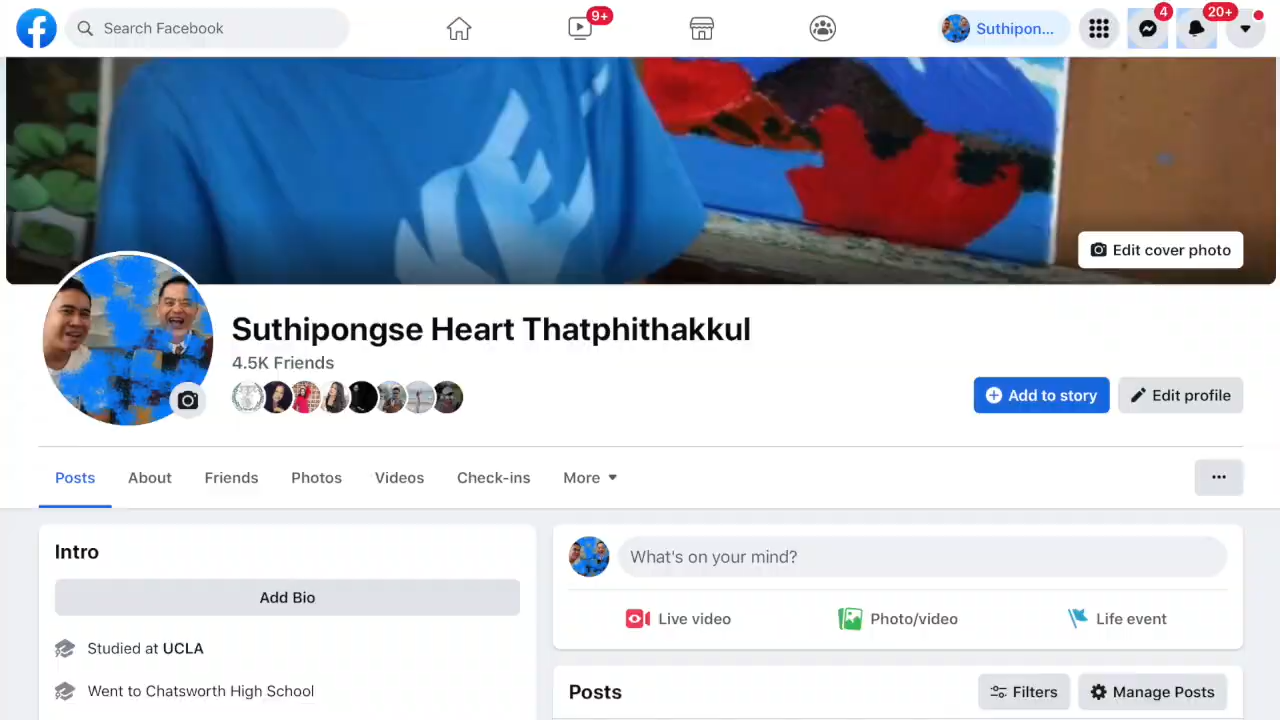 Search Facebook
9+
Suthipon...
4
20+
Edit cover photo
Suthipongse Heart Thatphithakkul
4.5K Friends
Add to story
Edit profile
Posts
About
Friends
Photos
Videos
Check-ins
More
Intro
Add Bio
Studied at UCLA
Went to Chatsworth High School
What's on your mind?
Live video
Photo/video
Life event
Posts
Filters
Manage Posts